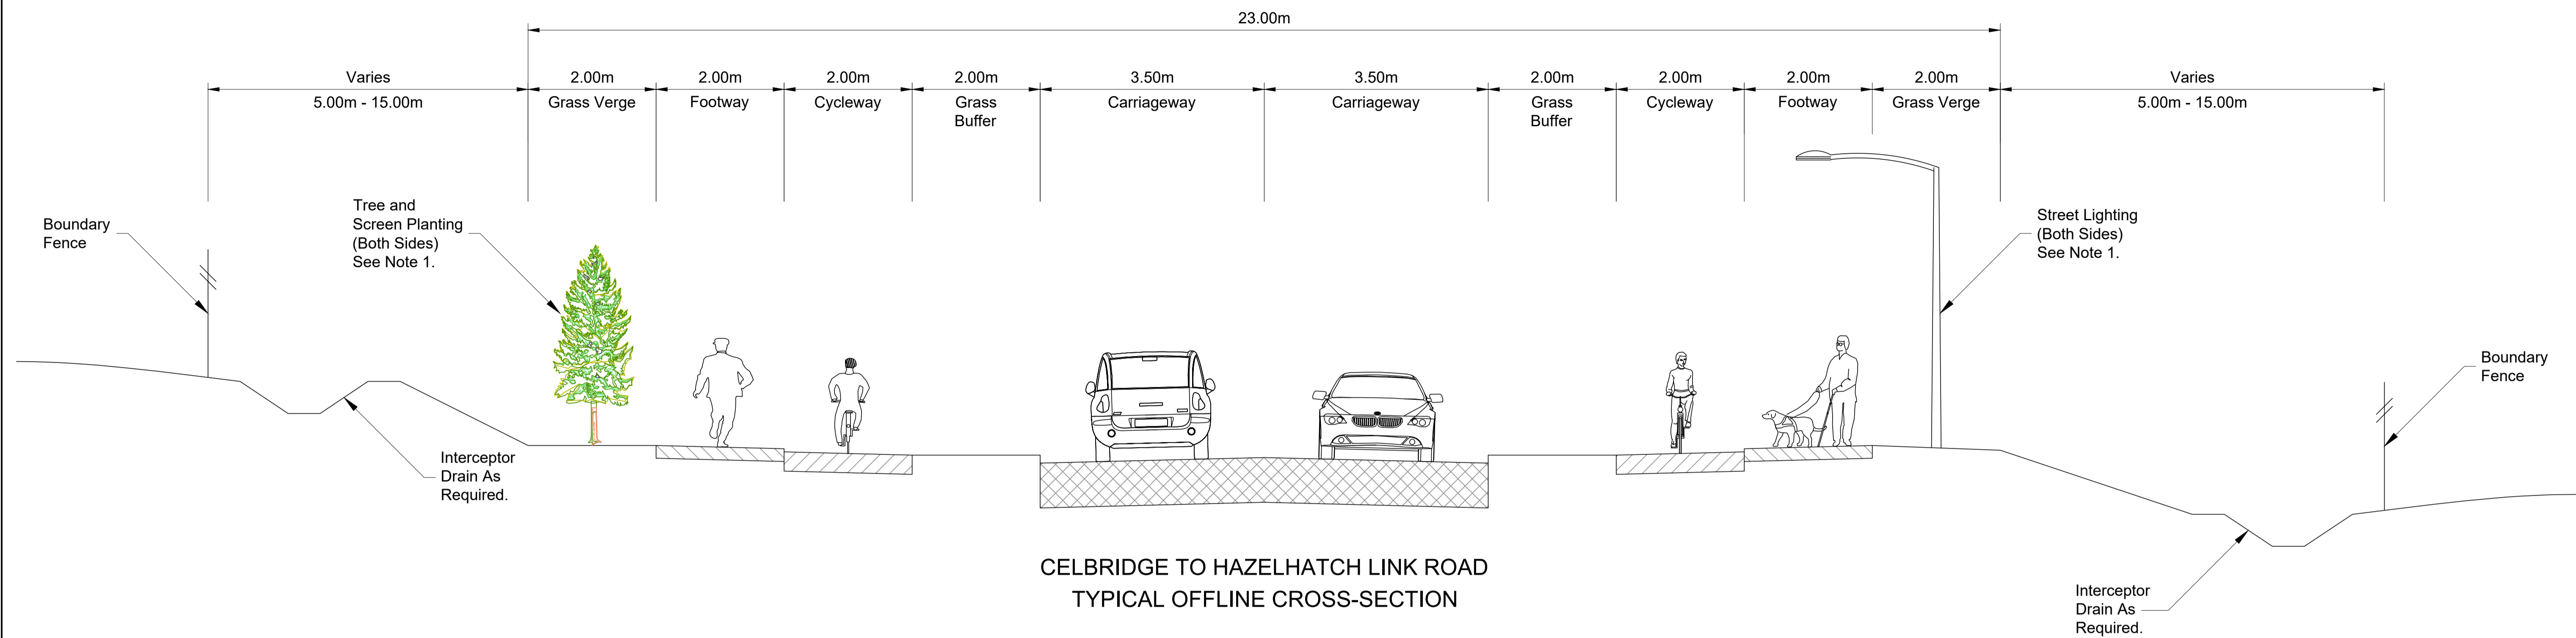 23.00m
Varies
5.00m - 15.00m
2.00m
Grass Verge
2.00m
Footway
2.00m
Cycleway
2.00m
Grass
Buffer
3.50m
Carriageway
3.50m
Carriageway
2.00m
Grass
Buffer
2.00m
Cycleway
2.00m
Footway
2.00m
Grass Verge
Varies
5.00m - 15.00m
Boundary
Fence
Tree and
Screen Planting
(Both Sides)
See Note 1.
Street Lighting
(Both Sides)
See Note 1.
Boundary
Fence
Interceptor
Drain As
Required.
CELBRIDGE TO HAZELHATCH LINK ROAD
TYPICAL OFFLINE CROSS-SECTION
Interceptor
Drain As
Required.